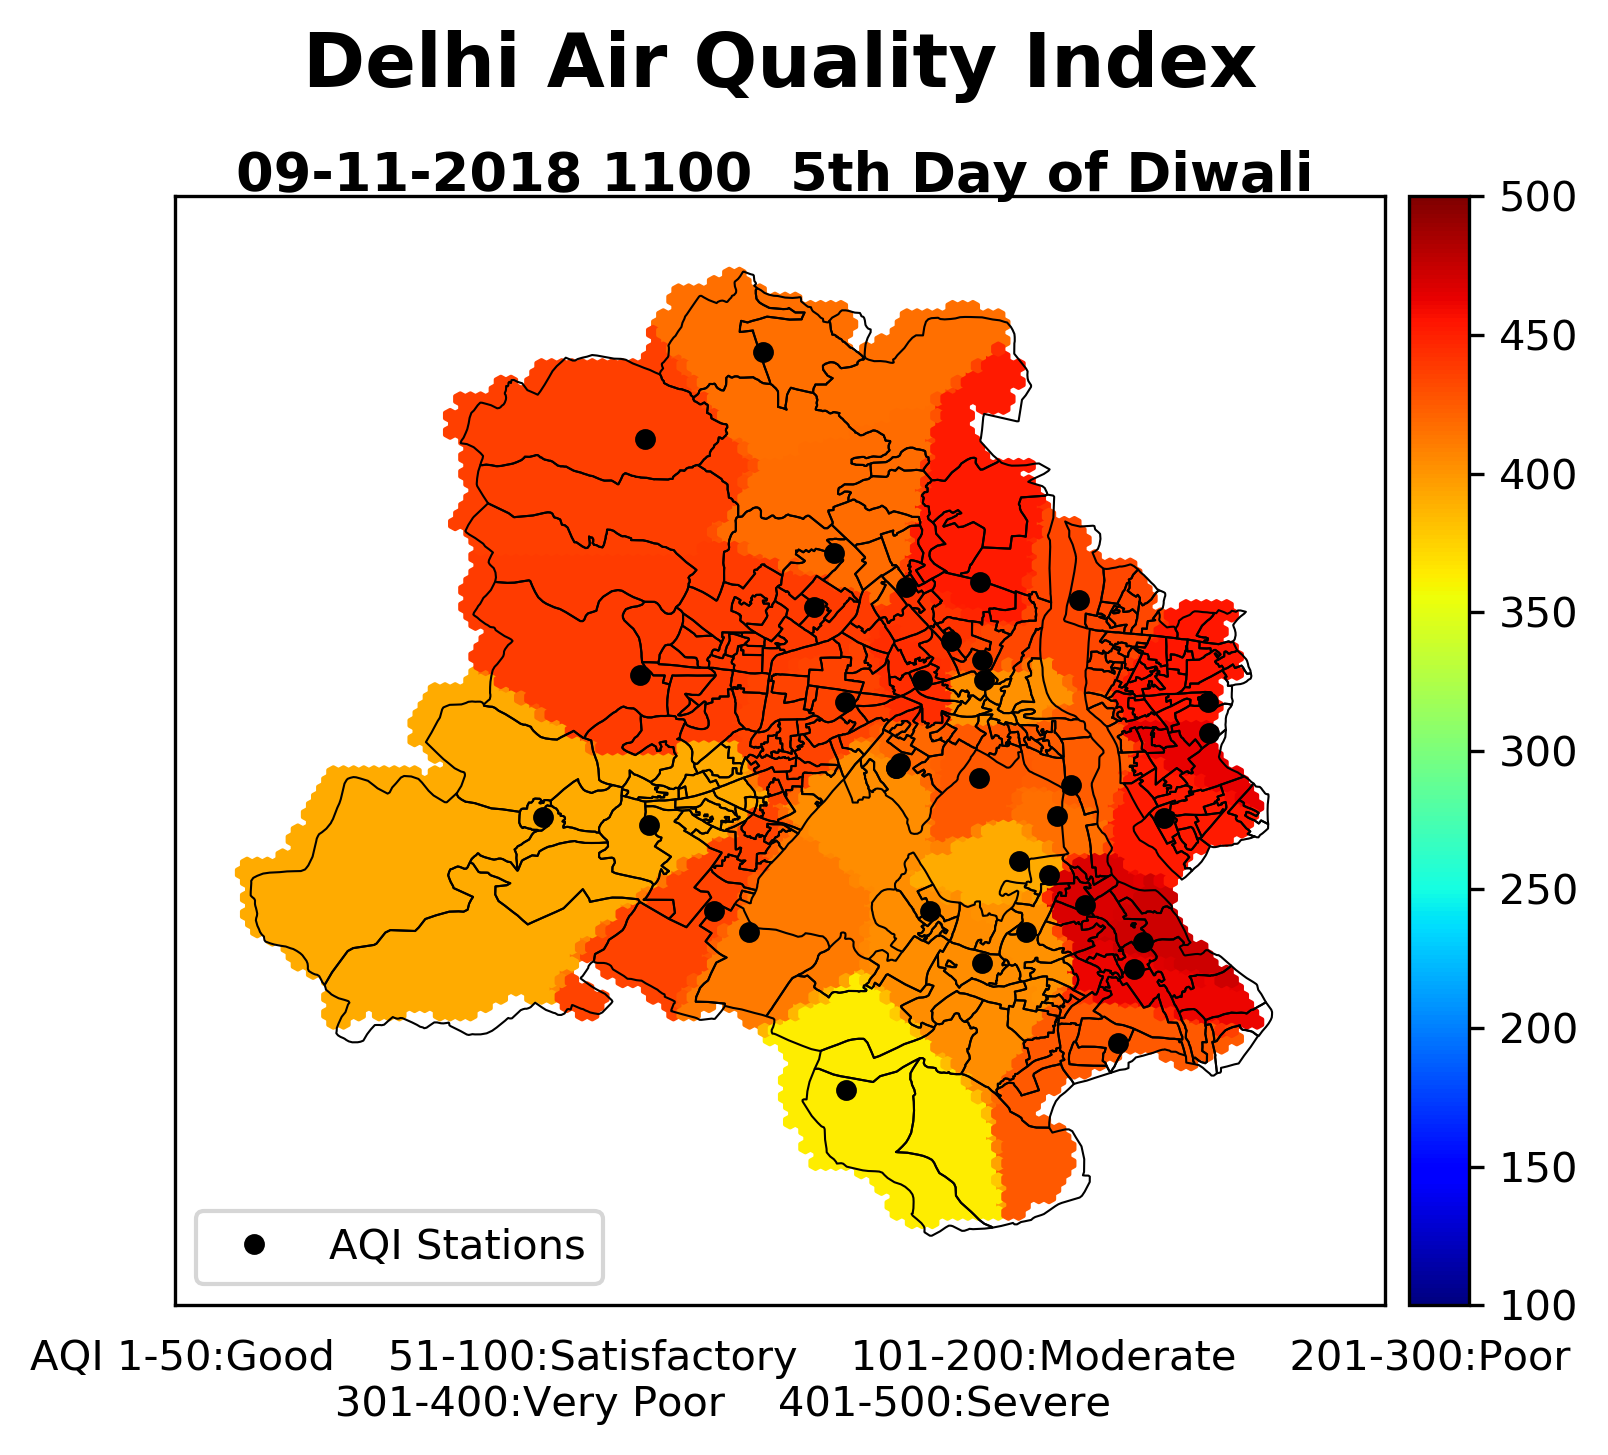 Delhi Air Quality Index
09-11-2018 1100  5th Day of Diwali
500
450
400
350
300
250
200
150
100
AQI Stations
AQI 1-50:Good    51-100:Satisfactory    101-200:Moderate    201-300:Poor
301-400:Very Poor    401-500:Severe